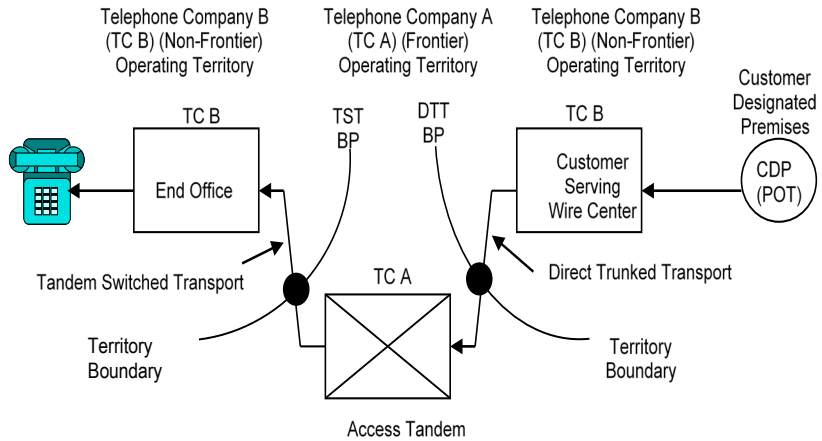 Telephone Company B
(TC B) (Non-Frontier)
Operating Territory
Telephone Company A
(TC A) (Frontier)
Operating Territory
Telephone Company B
(TC B) (Non-Frontier)
Operating Territory
Customer
Designated
Premises
TC B
TST
BP
DTT
BP
TC B
End Office
Customer
Serving
Wire Center
CDP
(POT)
Tandem Switched Transport
TC A
Direct Trunked Transport
Territory
Boundary
Territory
Boundary
Access Tandem